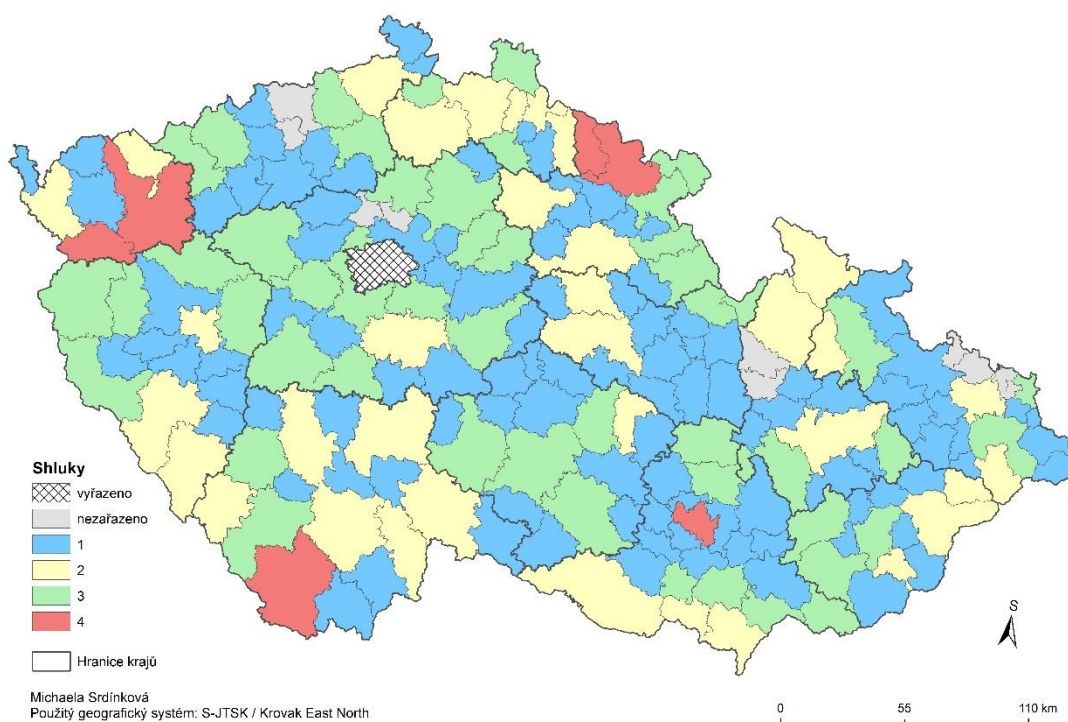 Shluky
vyřazeno
nezařazeno
1
2
3
4
Hranice krajů
Michaela Srdínková
Použitý geografický systém: S-JTSK / Krovak East North
S
0 55 110 km